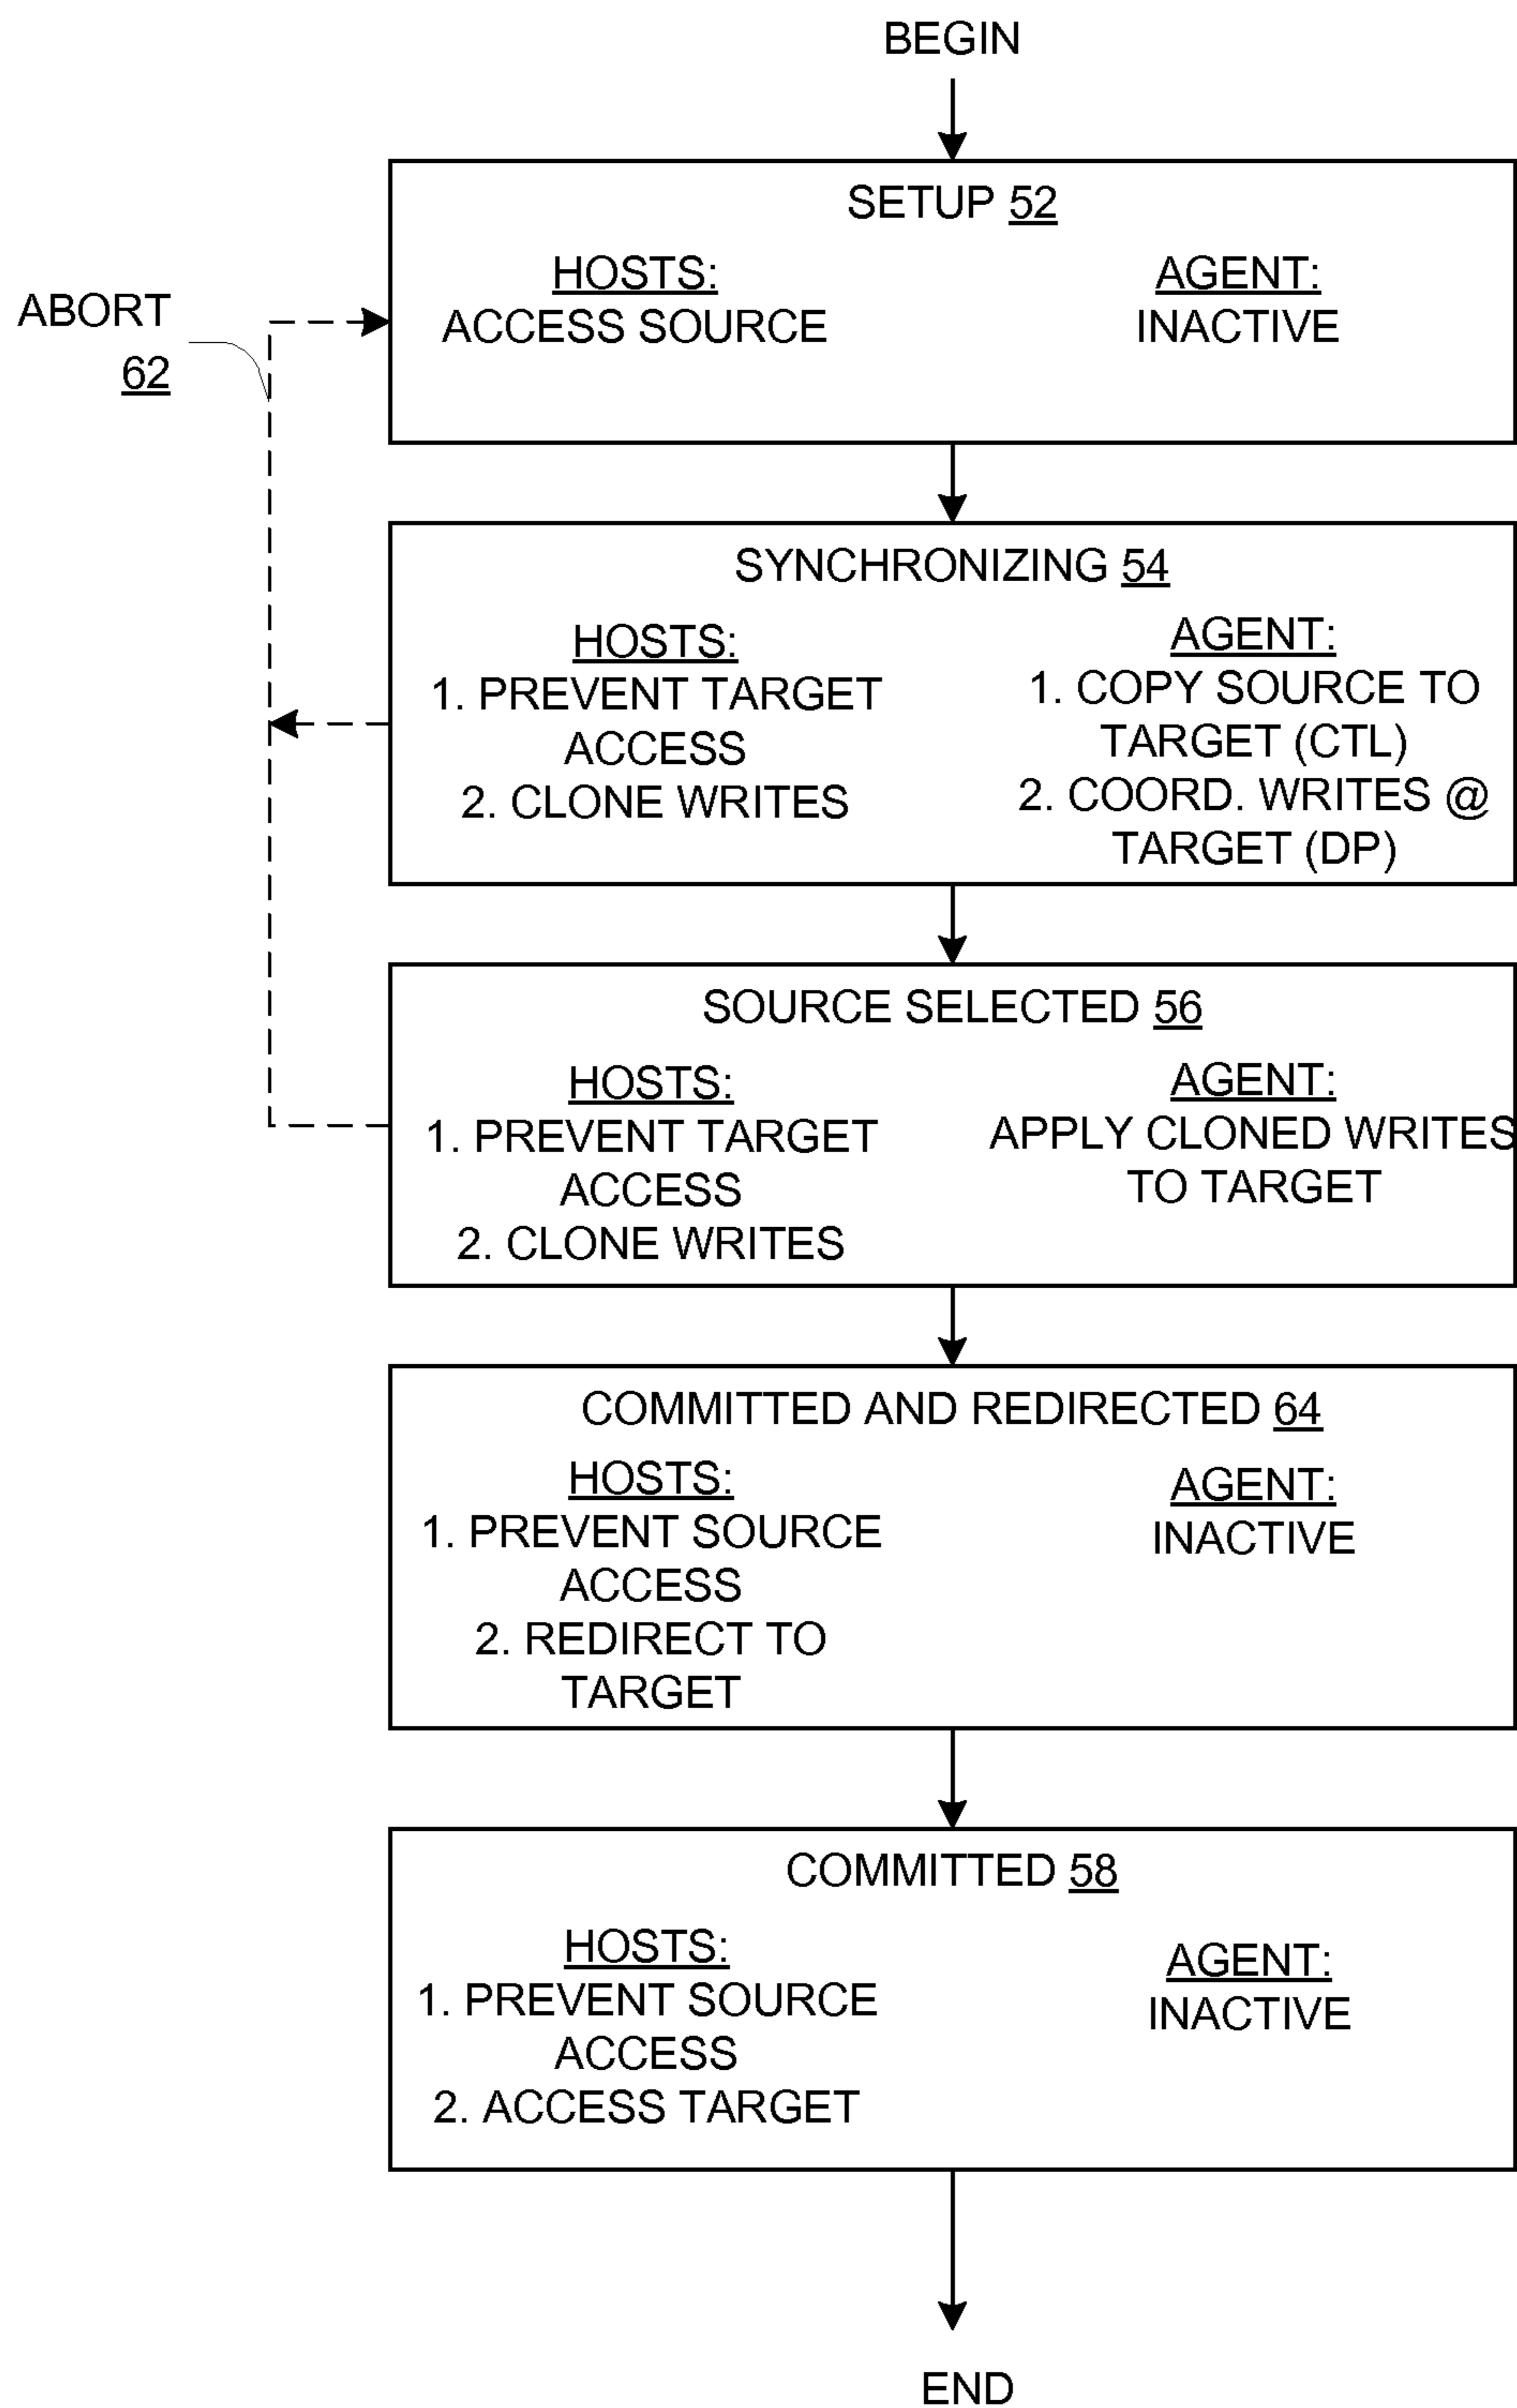 BEGIN
SETUP 52
HOSTS:
ACCESS SOURCE
AGENT:
INACTIVE
ABORT
62
SYNCHRONIZING 54
HOSTS:
1. PREVENT TARGET
ACCESS
2. CLONE WRITES
AGENT:
1. COPY SOURCE TO
TARGET (CTL)
2. COORD. WRITES @
TARGET (DP)
SOURCE SELECTED 56
HOSTS:
1. PREVENT TARGET
ACCESS
2. CLONE WRITES
AGENT:
APPLY CLONED WRITES
TO TARGET
COMMITTED AND REDIRECTED 64
HOSTS:
1. PREVENT SOURCE
ACCESS
2. REDIRECT TO
TARGET
AGENT:
INACTIVE
COMMITTED 58
HOSTS:
1. PREVENT SOURCE
ACCESS
2. ACCESS TARGET
AGENT:
INACTIVE
END